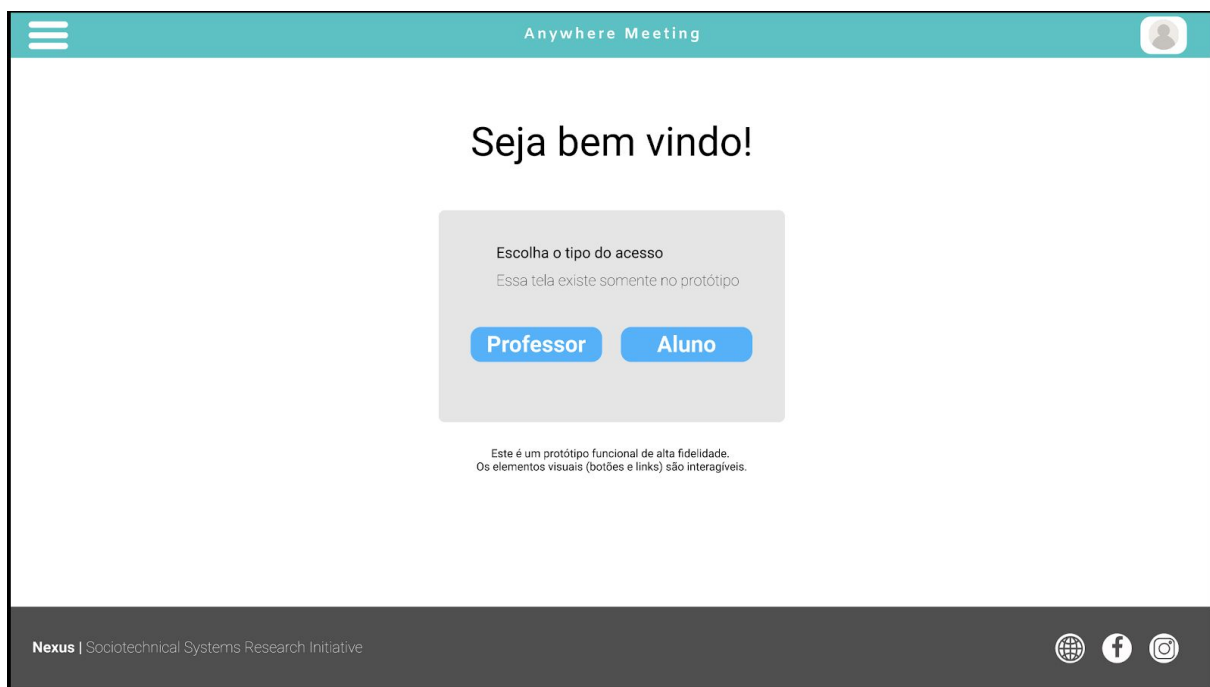 Anywhere Meeting
Seja bem vindo!
Escolha o tipo do acesso
Essa tela existe somente no protótipo
Professor Aluno
Este é um protótipo funcional de alta fidelidade.
Os elementos visuais (botões e links) são interagíveis.
Nexus | Sociotechnical Systems Research Initiative